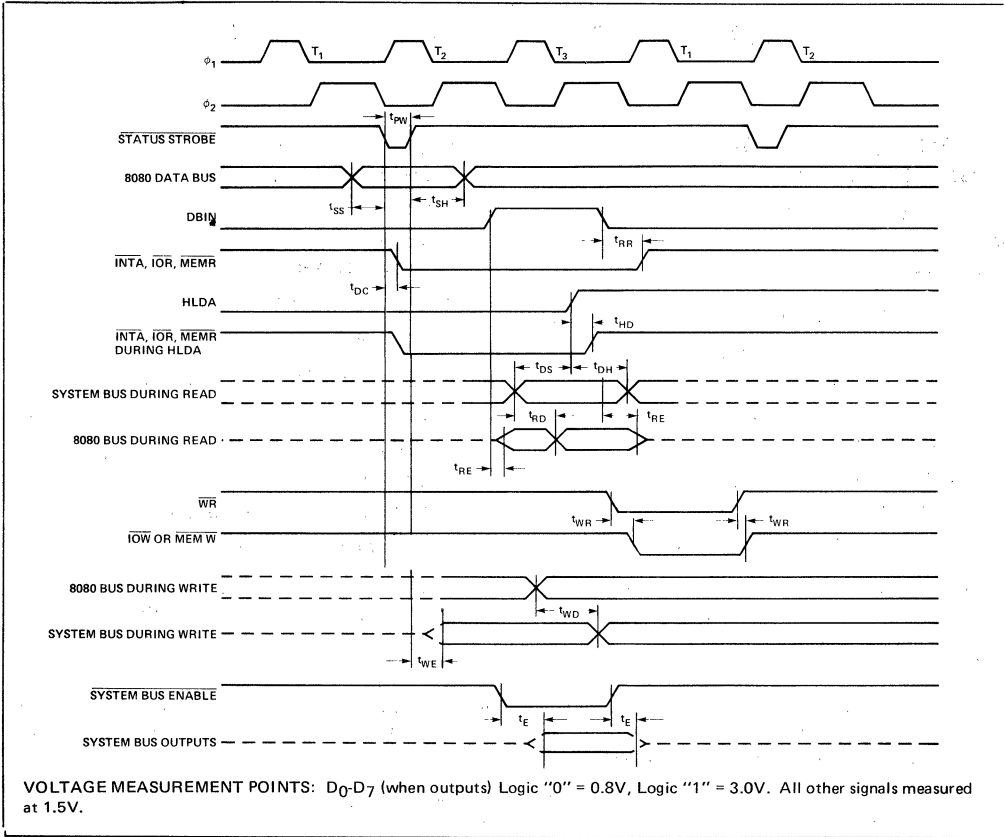 T1 T2 T3 T1 T2
φ1
φ2
tPW
STATUS STROBE
8080 DATA BUS
tSS tSH
DBIN
tRR
INTA, IOR, MEMR
tDC
HLDA
tHD
INTA, IOR, MEMR
DURING HLDA
tDS tDH
SYSTEM BUS DURING READ
tRD tRE
8080 BUS DURING READ
tRE
WR
tWR tWR
IOW OR MEM W
8080 BUS DURING WRITE
tWD
SYSTEM BUS DURING WRITE
tWE
SYSTEM BUS ENABLE
tE tE
SYSTEM BUS OUTPUTS
VOLTAGE MEASUREMENT POINTS: D0-D7 (when outputs) Logic "0" = 0.8V, Logic "1" = 3.0V. All other signals measured
at 1.5V.